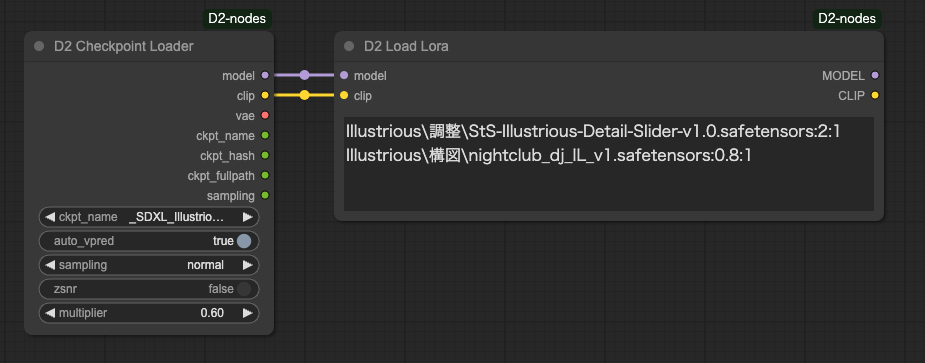 D2-nodes
D2 Checkpoint Loader
model
clip
vae
ckpt_name
ckpt_hash
ckpt_fullpath
sampling
ckpt_name _SDXL_Illustrio...
auto_vpred true
sampling normal
zsnr false
multiplier 0.60
D2-nodes
D2 Load Lora
model MODEL
clip CLIP
Illustrious\調整\StS-Illustrious-Detail-Slider-v1.0.safetensors:2:1
Illustrious\構図\nightclub_dj_IL_v1.safetensors:0.8:1